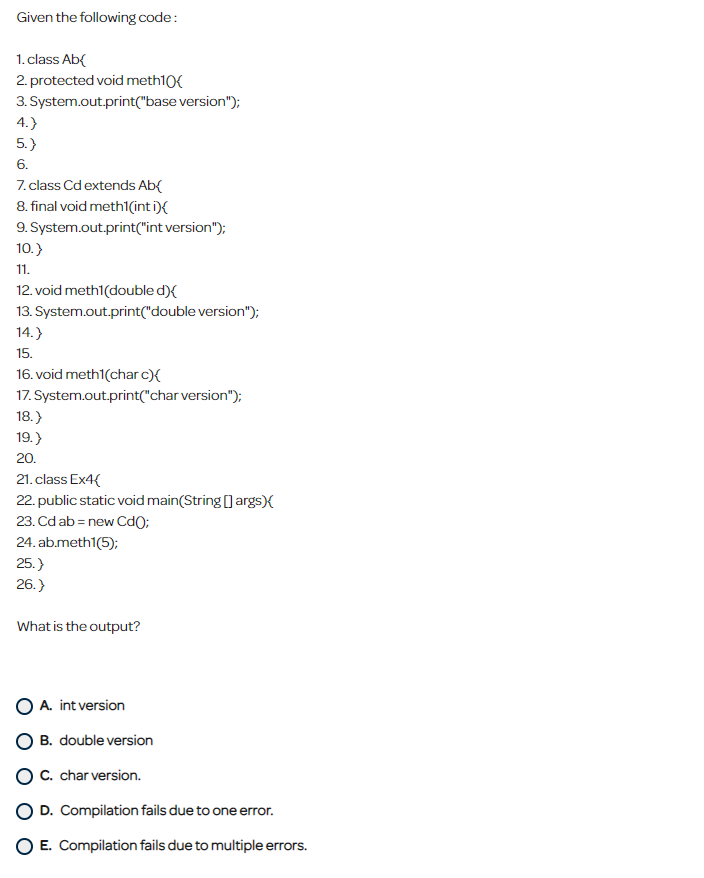 Given the following code :
1. class Ab{
2. protected void meth1(){
3. System.out.print("base version");
4. }
5. }
6.
7. class Cd extends Ab{
8. final void meth1(int i){
9. System.out.print("int version");
10. }
11.
12. void meth1(double d){
13. System.out.print("double version");
14. }
15.
16. void meth1(char c){
17. System.out.print("char version");
18. }
19. }
20.
21. class Ex4{
22. public static void main(String [] args){
23. Cd ab = new Cd();
24. ab.meth1(5);
25. }
26. }
What is the output?
A. int version
B. double version
C. char version.
D. Compilation fails due to one error.
E. Compilation fails due to multiple errors.